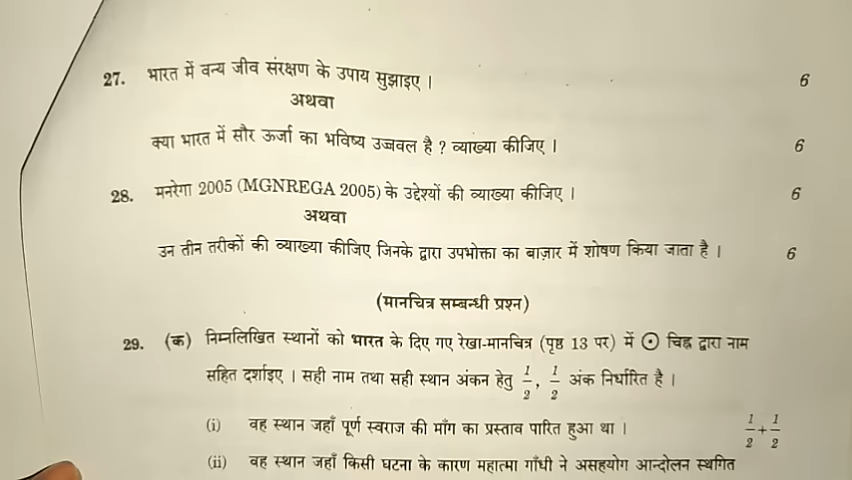 27. भारत में वन्य जीव संरक्षण के उपाय सुझाइए । 6
अथवा
क्या भारत में सौर ऊर्जा का भविष्य उज्जवल है ? व्याख्या कीजिए । 6
28. मनरेगा 2005 (MGNREGA 2005) के उद्देश्यों की व्याख्या कीजिए । 6
अथवा
उन तीन तरीकों की व्याख्या कीजिए जिनके द्वारा उपभोक्ता का बाज़ार में शोषण किया जाता है । 6
(मानचित्र सम्बन्धी प्रश्न)
29. (क) निम्नलिखित स्थानों को भारत के दिए गए रेखा-मानचित्र (पृष्ठ 13 पर) में ⊙ चिह्न द्वारा नाम
सहित दर्शाइए । सही नाम तथा सही स्थान अंकन हेतु 1/2, 1/2 अंक निर्धारित है ।
(i) वह स्थान जहाँ पूर्ण स्वराज की माँग का प्रस्ताव पारित हुआ था । 1/2+1/2
(ii) वह स्थान जहाँ किसी घटना के कारण महात्मा गाँधी ने असहयोग आन्दोलन स्थगित